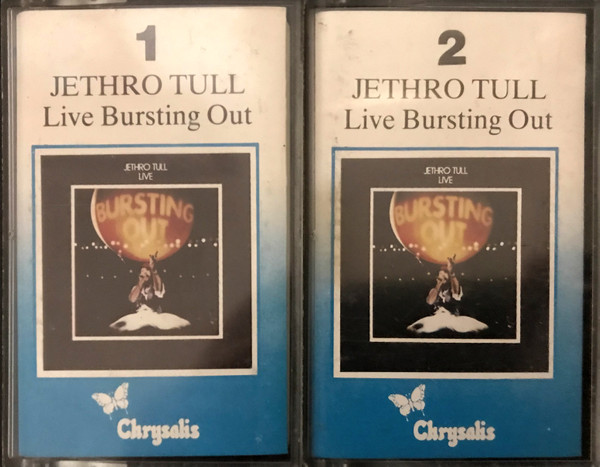 1
JETHRO TULL
Live Bursting Out
JETHRO TULL
LIVE
BURSTING
OUT
Chrysalis
2
JETHRO TULL
Live Bursting Out
JETHRO TULL
LIVE
BURSTING
OUT
Chrysalis